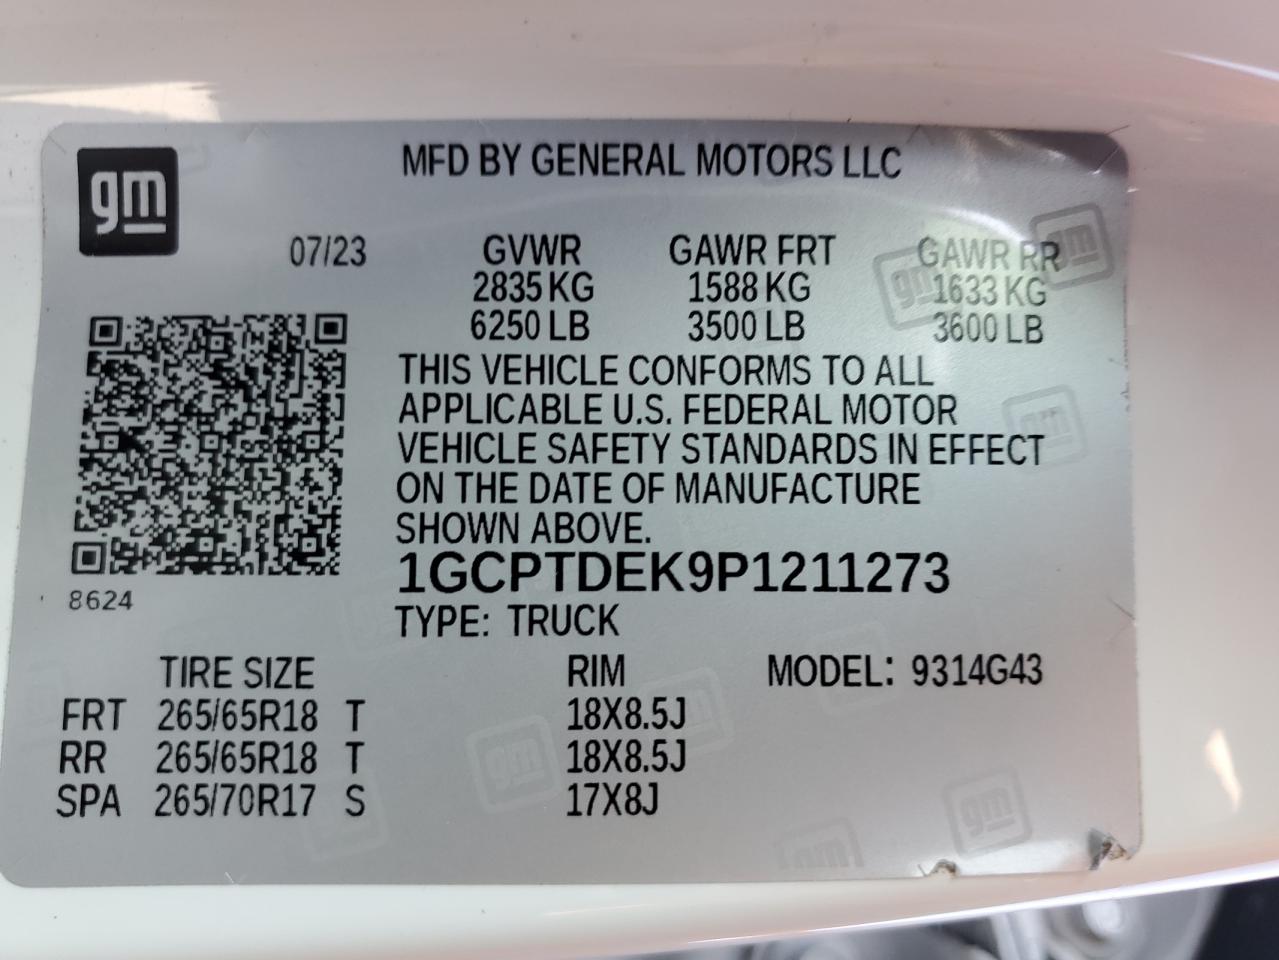 gm
MFD BY GENERAL MOTORS LLC
07/23 GVWR GAWR FRT GAWR RR
2835 KG 1588 KG 1633 KG
6250 LB 3500 LB 3600 LB
THIS VEHICLE CONFORMS TO ALL
APPLICABLE U.S. FEDERAL MOTOR
VEHICLE SAFETY STANDARDS IN EFFECT
ON THE DATE OF MANUFACTURE
SHOWN ABOVE.
1GCPTDEK9P1211273
8624
TYPE: TRUCK
TIRE SIZE RIM MODEL: 9314G43
FRT 265/65R18 T 18X8.5J
RR 265/65R18 T 18X8.5J
SPA 265/70R17 S 17X8J